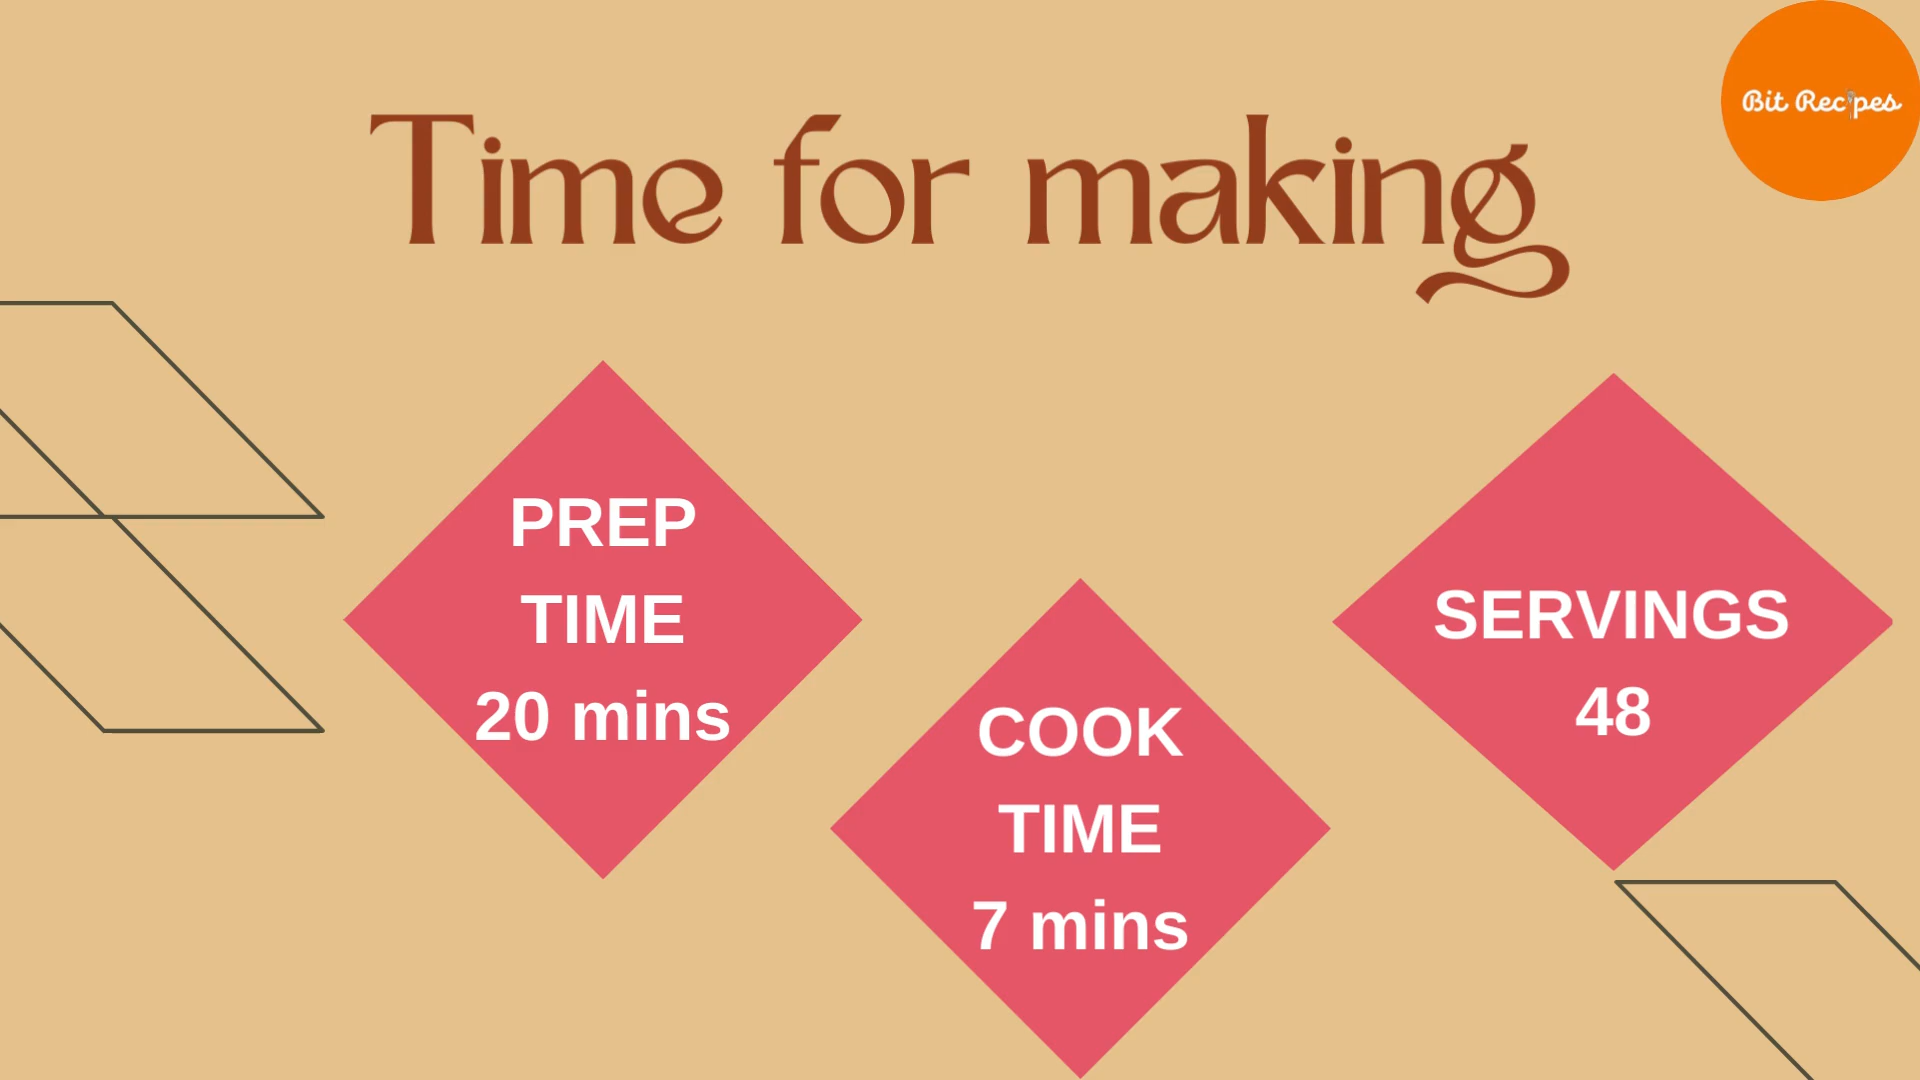 Bit Recipes
Time for making
PREP
TIME
20 mins
COOK
TIME
7 mins
SERVINGS
48